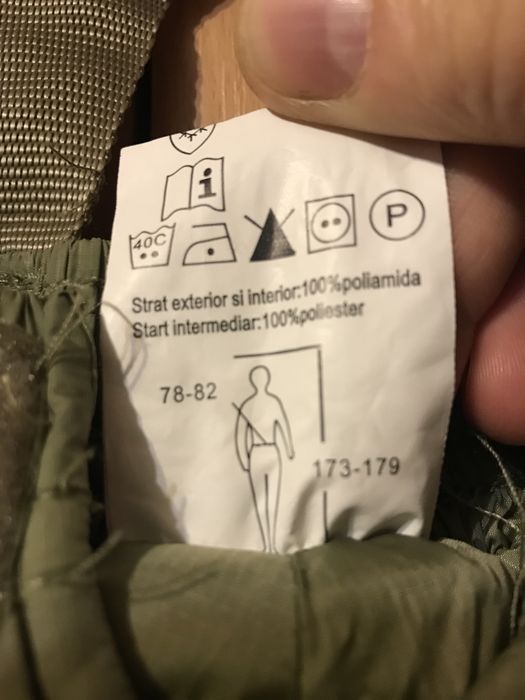 i
40C
P
Strat exterior si interior:100%poliamida
Start intermediar:100%poliester
78-82
173-179